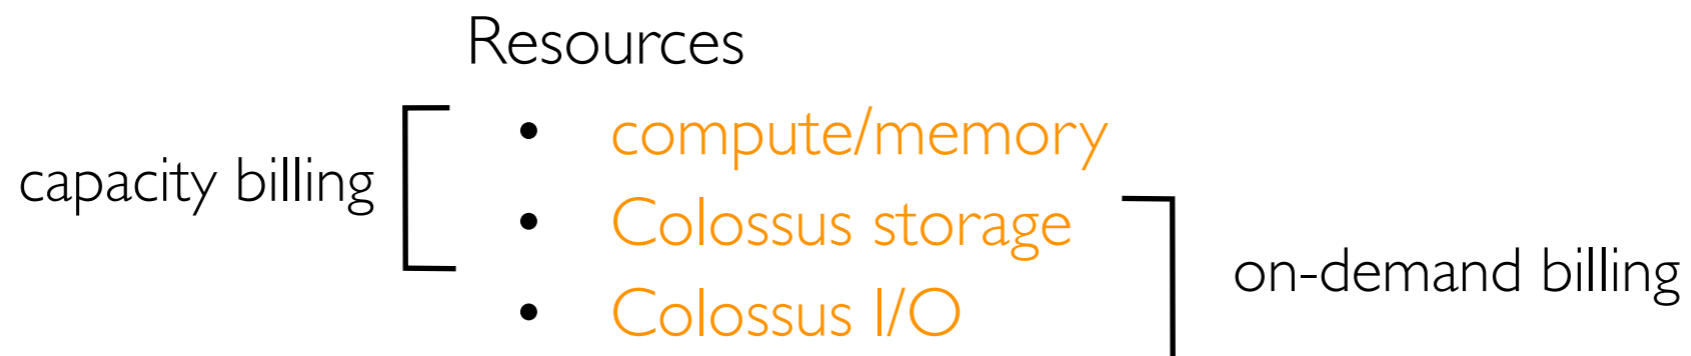 Resources
• compute/memory
capacity billing
• Colossus storage
on-demand billing
• Colossus I/O